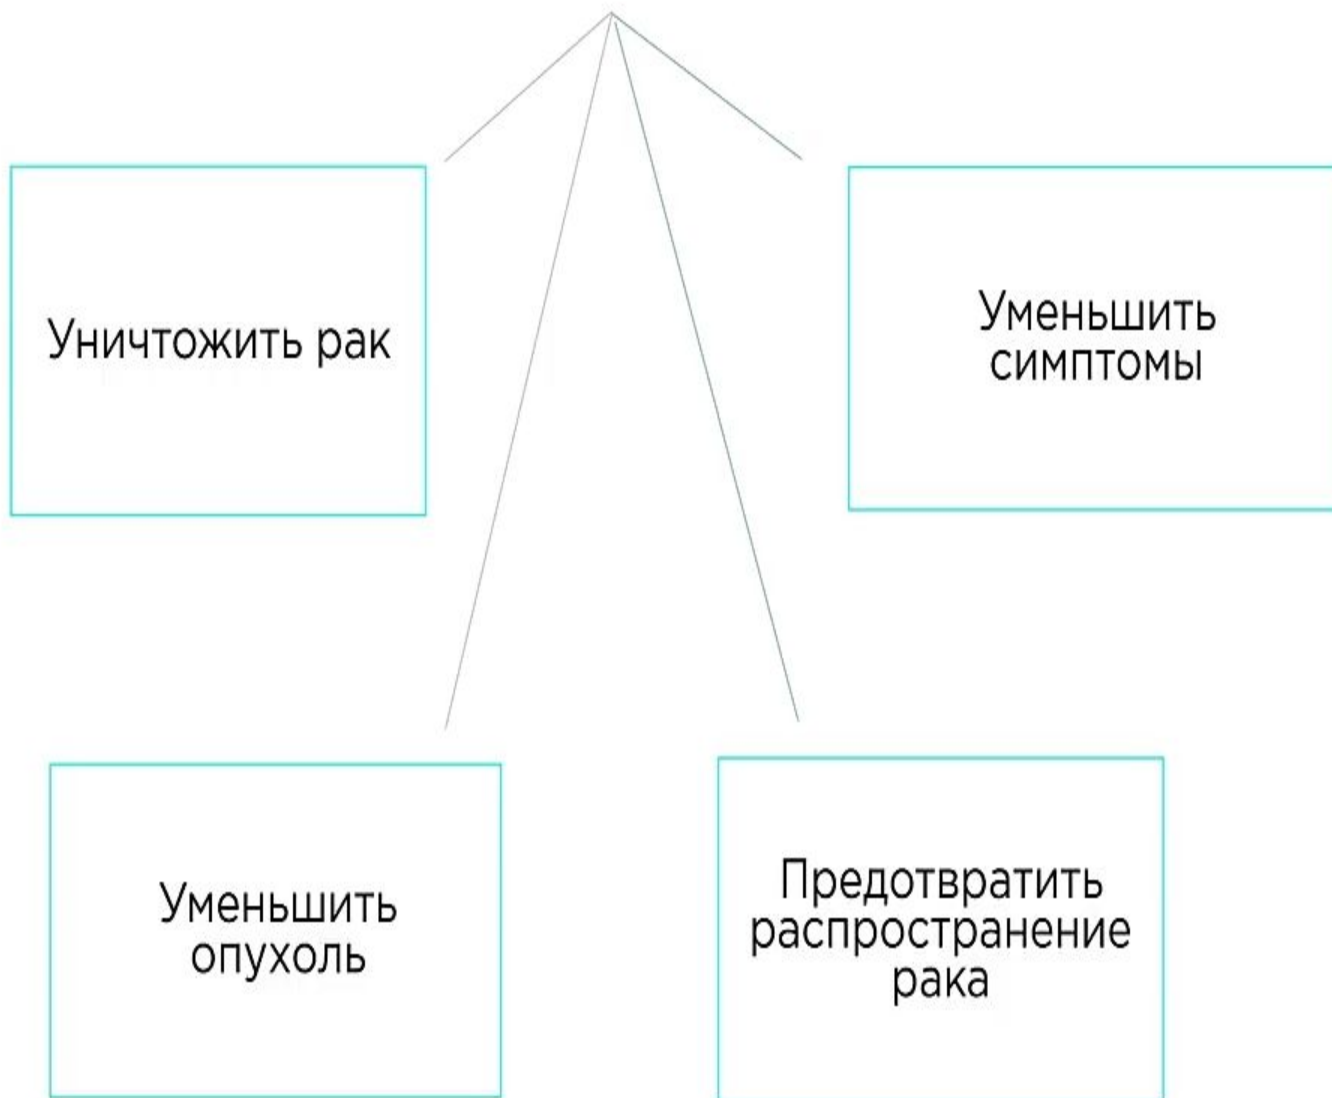 Уничтожить рак
Уменьшить
симптомы
Уменьшить
опухоль
Предотвратить
распространение
рака